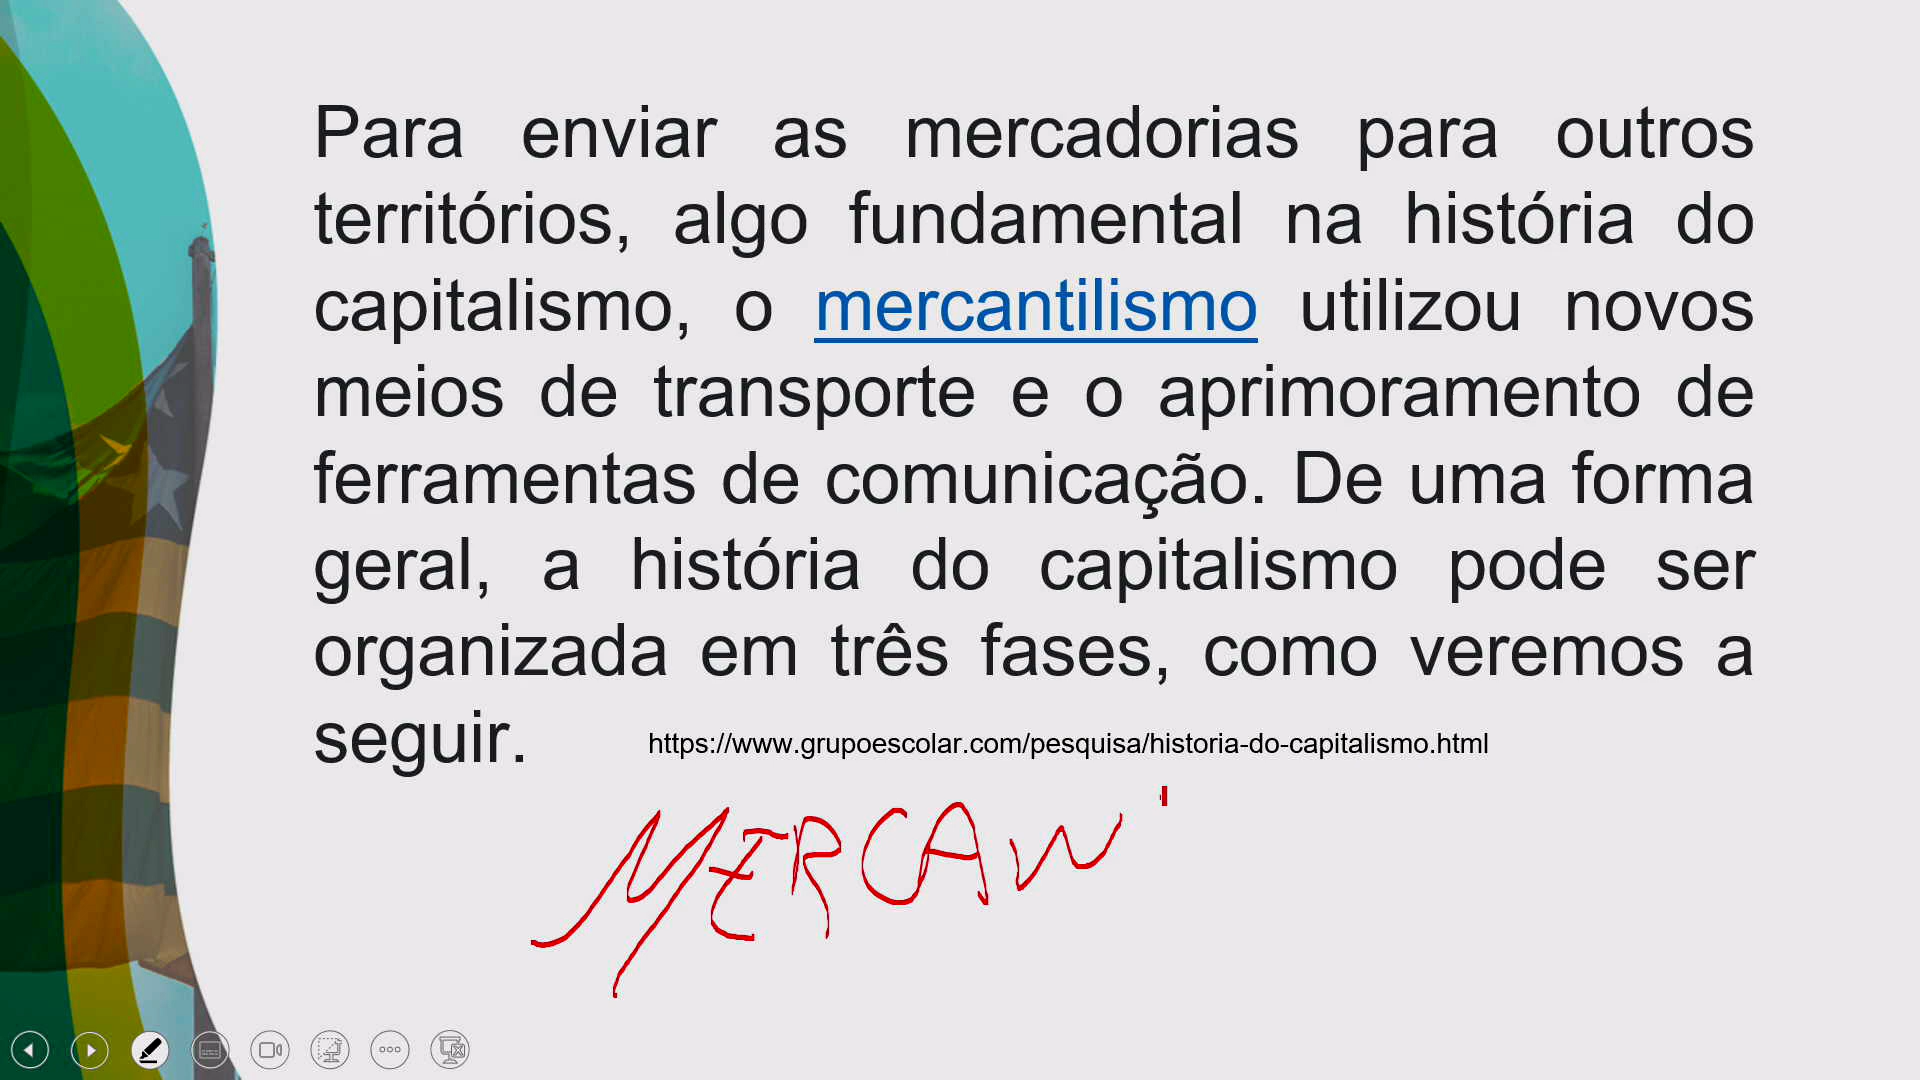 Para enviar as mercadorias para outros
territórios, algo fundamental na história do
capitalismo, o mercantilismo utilizou novos
meios de transporte e o aprimoramento de
ferramentas de comunicação. De uma forma
geral, a história do capitalismo pode ser
organizada em três fases, como veremos a
seguir.
https://www.grupoescolar.com/pesquisa/historia-do-capitalismo.html
MERCAN